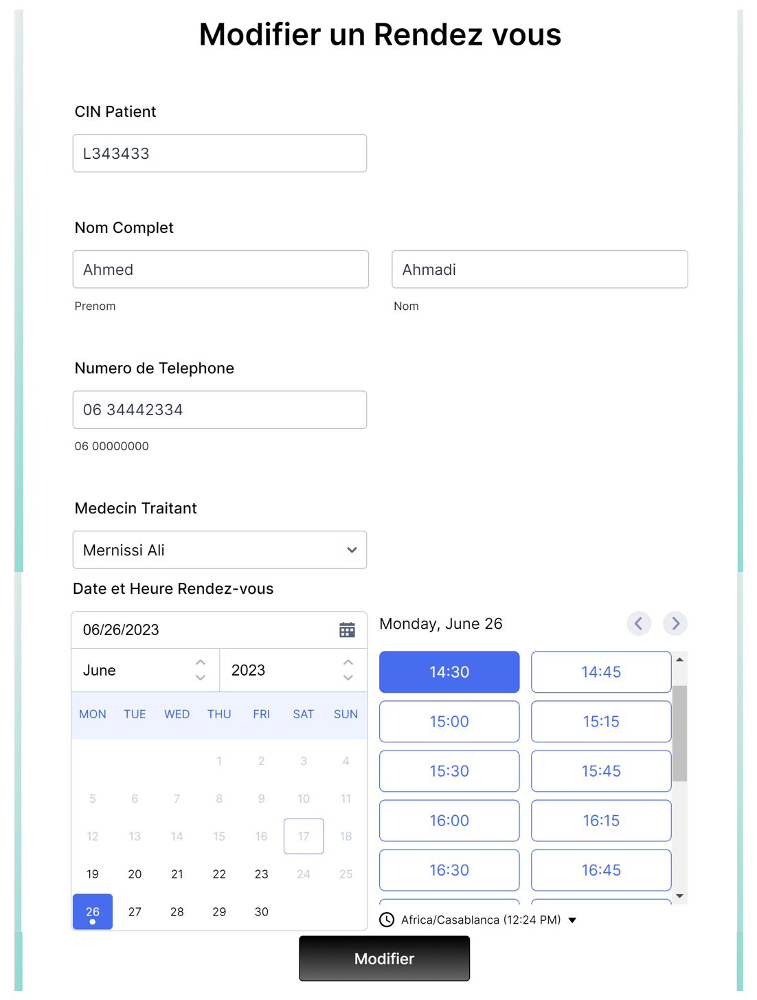 Modifier un Rendez vous
CIN Patient
L343433
Nom Complet
Ahmed
Ahmadi
Prenom
Nom
Numero de Telephone
06 34442334
06 00000000
Medecin Traitant
Mernissi Ali
Date et Heure Rendez-vous
06/26/2023
June 2023
MON TUE WED THU FRI SAT SUN
1 2 3 4
5 6 7 8 9 10 11
12 13 14 15 16 17 18
19 20 21 22 23 24 25
26 27 28 29 30
Monday, June 26
14:30 14:45
15:00 15:15
15:30 15:45
16:00 16:15
16:30 16:45
Africa/Casablanca (12:24 PM)
Modifier